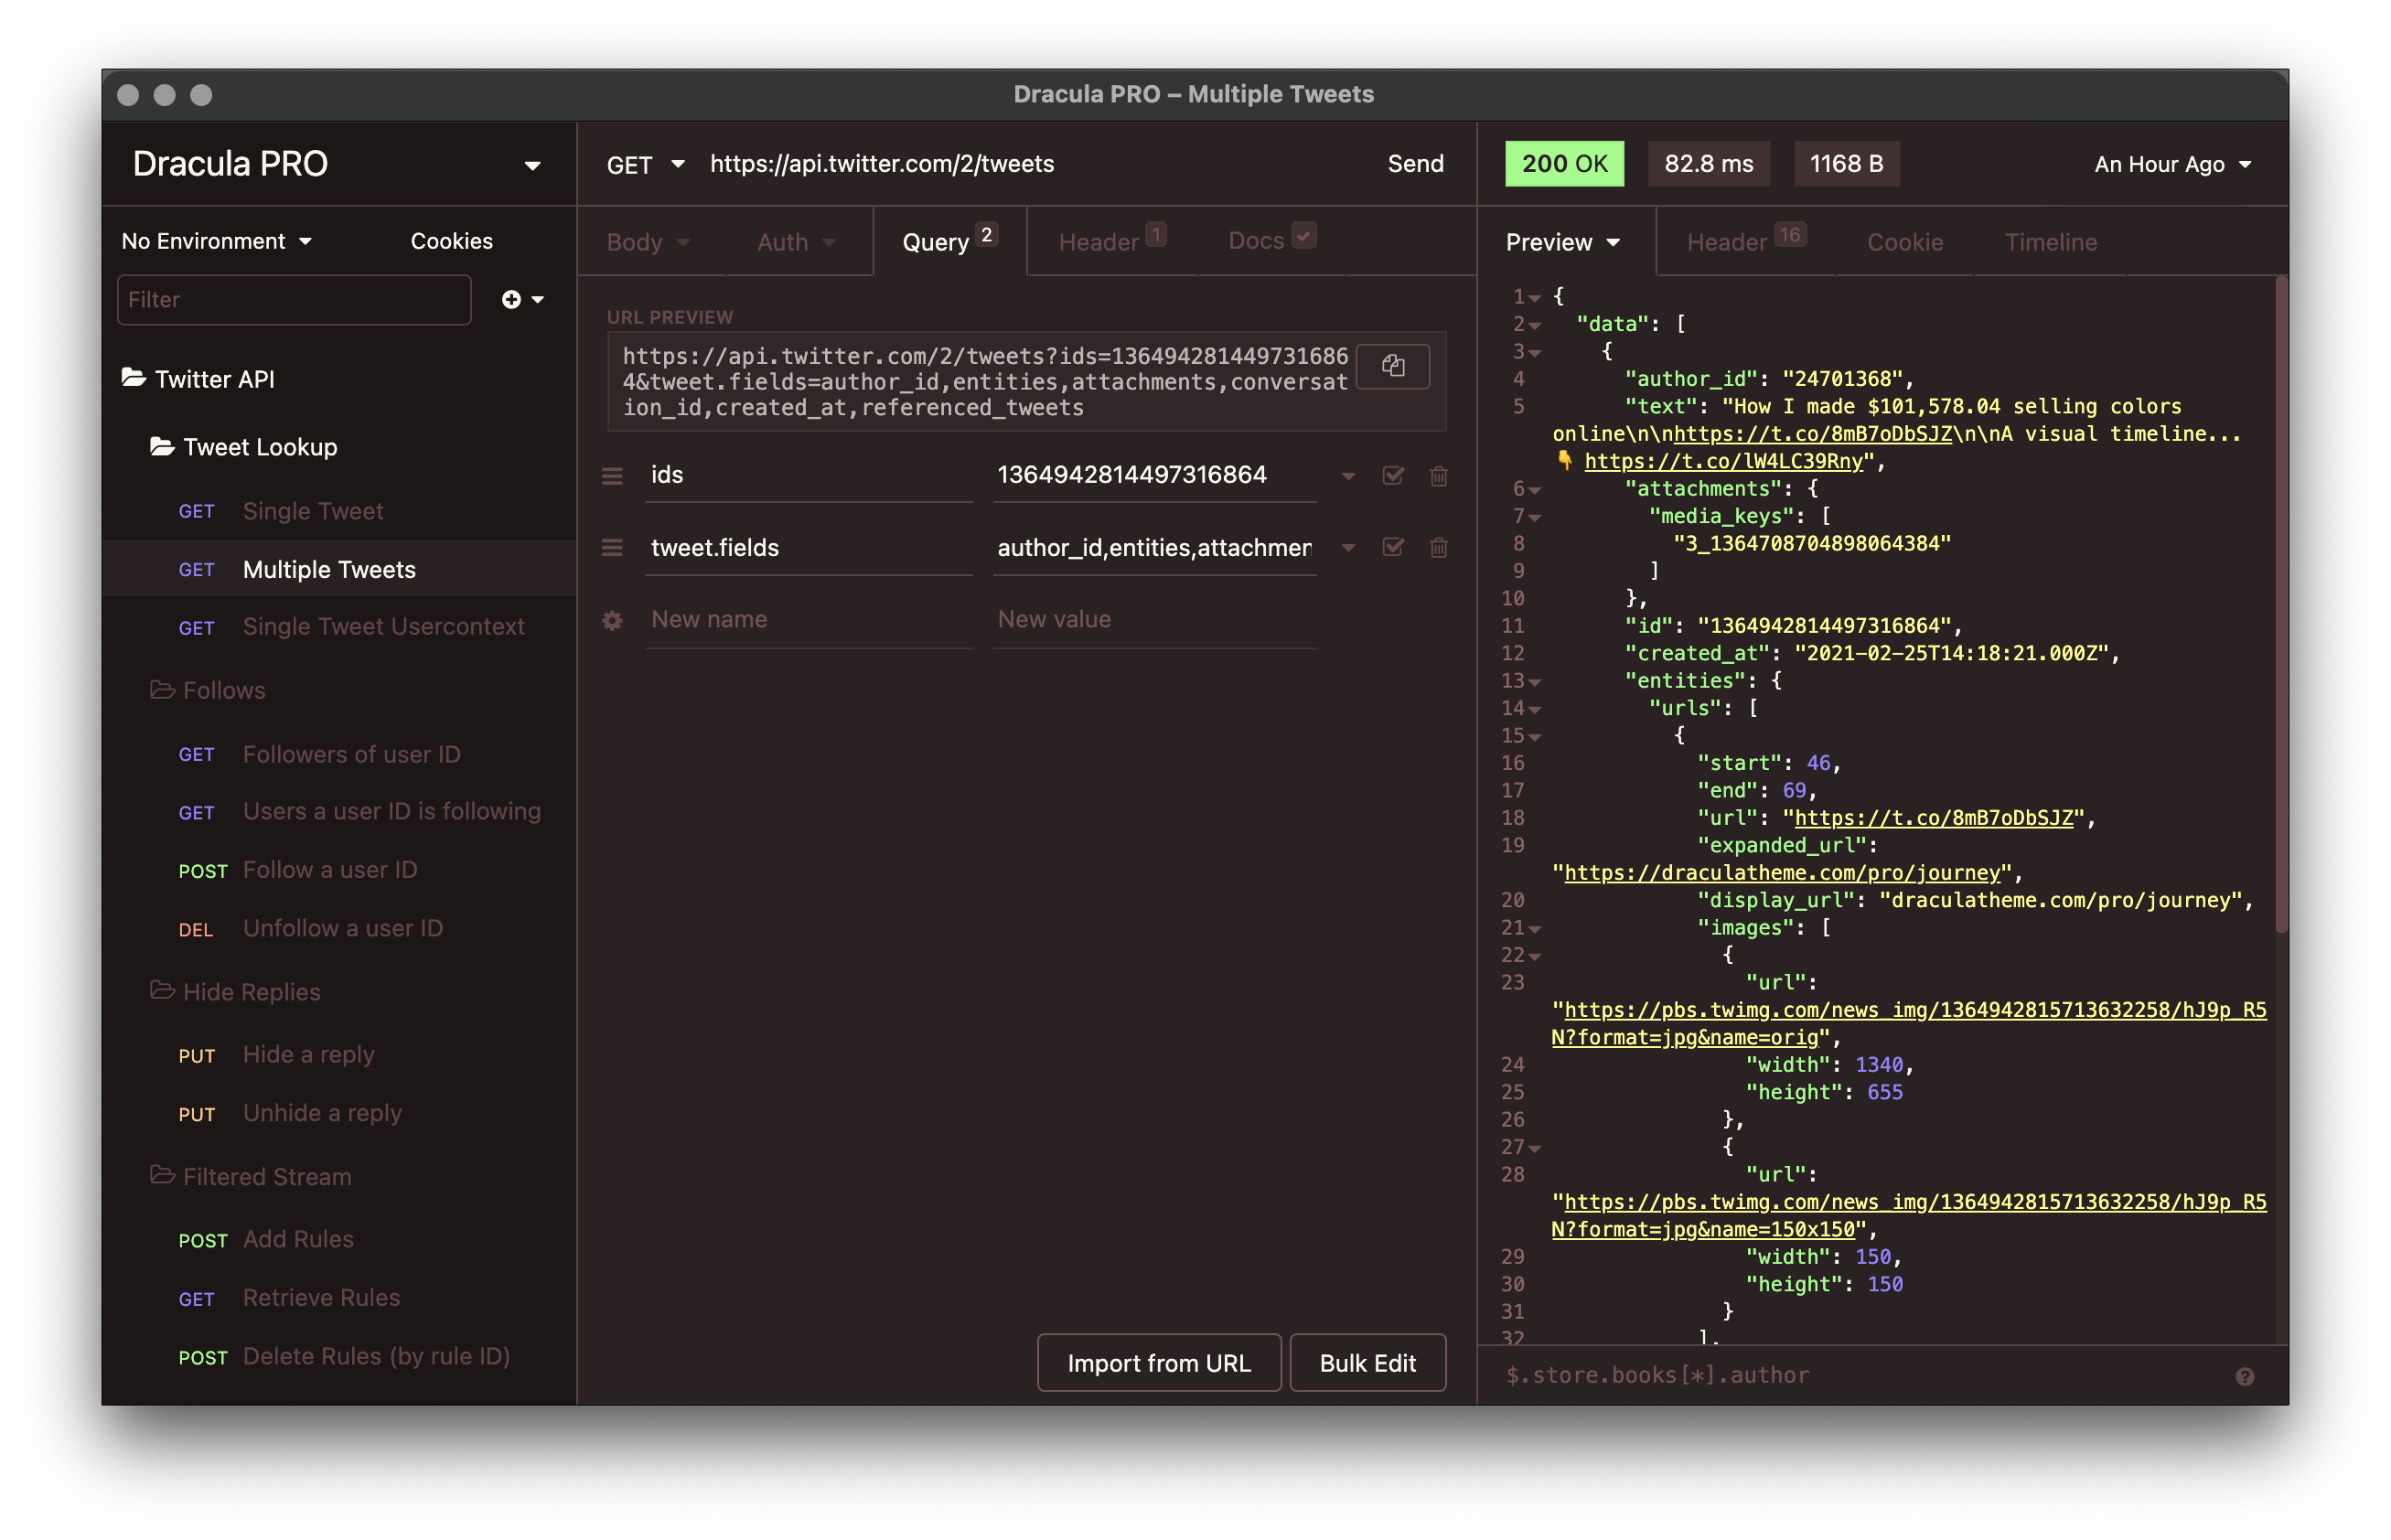 Dracula PRO – Multiple Tweets
Dracula PRO
No Environment
Cookies
Filter
Twitter API
Tweet Lookup
GET Single Tweet
GET Multiple Tweets
GET Single Tweet Usercontext
Follows
GET Followers of user ID
GET Users a user ID is following
POST Follow a user ID
DEL Unfollow a user ID
Hide Replies
PUT Hide a reply
PUT Unhide a reply
Filtered Stream
POST Add Rules
GET Retrieve Rules
POST Delete Rules (by rule ID)
GET https://api.twitter.com/2/tweets Send
Body Auth Query 2 Header 1 Docs
URL PREVIEW
https://api.twitter.com/2/tweets?ids=136494281449731686
4&tweet.fields=author_id,entities,attachments,conversat
ion_id,created_at,referenced_tweets
ids 1364942814497316864
tweet.fields author_id,entities,attachmen
New name New value
Import from URL Bulk Edit
200 OK 82.8 ms 1168 B An Hour Ago
Preview Header 16 Cookie Timeline
1 {
2 "data": [
3 {
4 "author_id": "24701368",
5 "text": "How I made $101,578.04 selling colors
online\n\nhttps://t.co/8mB7oDbSJZ\n\nA visual timeline...
👇 https://t.co/lW4LC39Rny",
6 "attachments": {
7 "media_keys": [
8 "3_1364708704898064384"
9 ]
10 },
11 "id": "1364942814497316864",
12 "created_at": "2021-02-25T14:18:21.000Z",
13 "entities": {
14 "urls": [
15 {
16 "start": 46,
17 "end": 69,
18 "url": "https://t.co/8mB7oDbSJZ",
19 "expanded_url":
"https://draculatheme.com/pro/journey",
20 "display_url": "draculatheme.com/pro/journey",
21 "images": [
22 {
23 "url":
"https://pbs.twimg.com/news_img/1364942815713632258/hJ9p_R5
N?format=jpg&name=orig",
24 "width": 1340,
25 "height": 655
26 },
27 {
28 "url":
"https://pbs.twimg.com/news_img/1364942815713632258/hJ9p_R5
N?format=jpg&name=150x150",
29 "width": 150,
30 "height": 150
31 }
32 ],
$.store.books[*].author